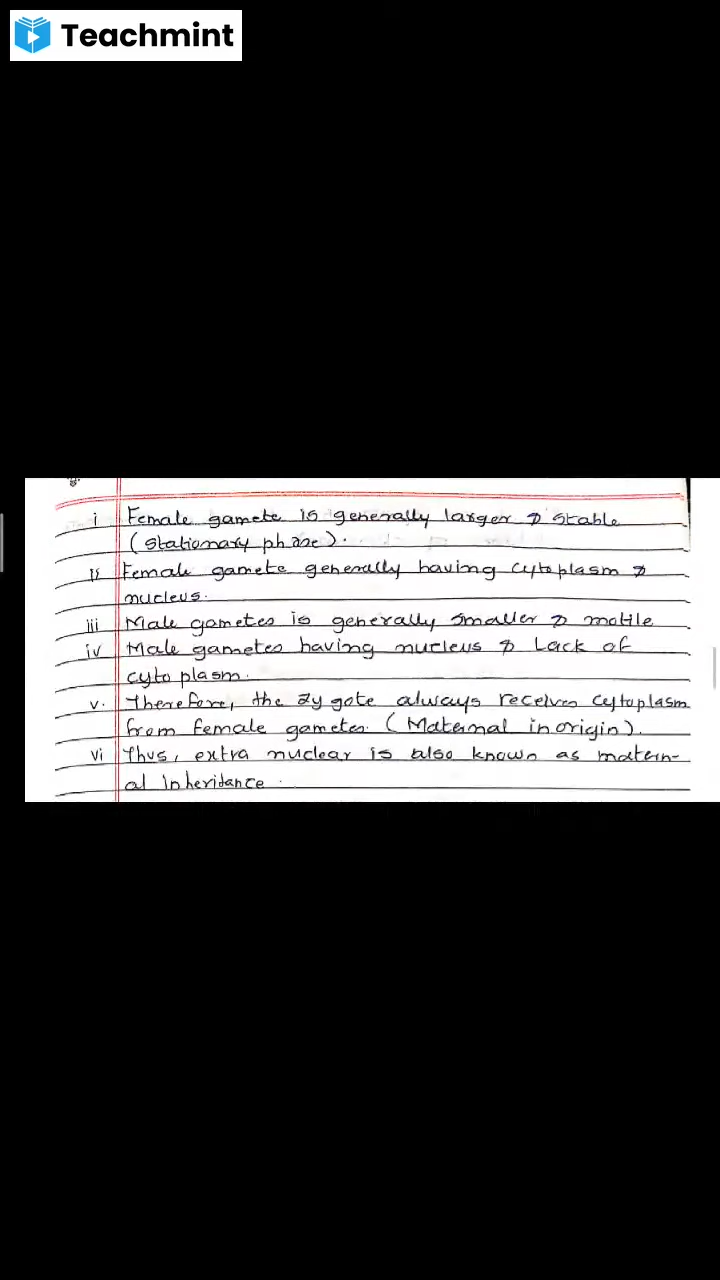 Teachmint
i Female gamete is generally larger & stable
(stationary phase).
ii Female gamete generally having cytoplasm &
nucleus.
iii Male gametes is generally smaller & motile
iv Male gametes having nucleus & Lack of
cytoplasm.
v. Therefore, the zygote always receives cytoplasm
from female gametes. (Maternal in origin).
vi Thus, extra nuclear is also known as matern-
al inheritance.